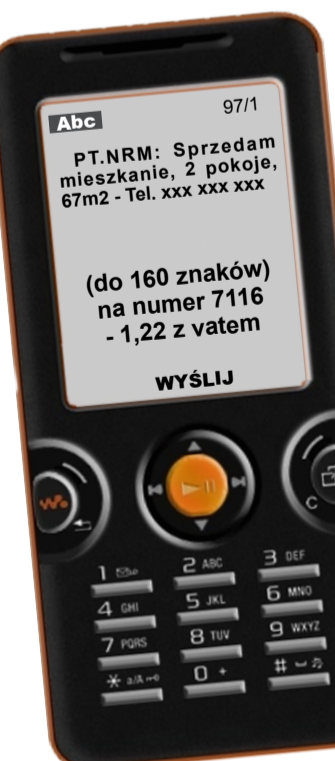 Abc
97/1
PT.NRM: Sprzedam
mieszkanie, 2 pokoje,
67m2 - Tel. xxx xxx xxx
(do 160 znaków)
na numer 7116
- 1,22 z vatem
WYŚLIJ
C
1
2 ABC
3 DEF
4 GHI
5 JKL
6 MNO
7 PQRS
8 TUV
9 WXYZ
* a/A
0 +
#